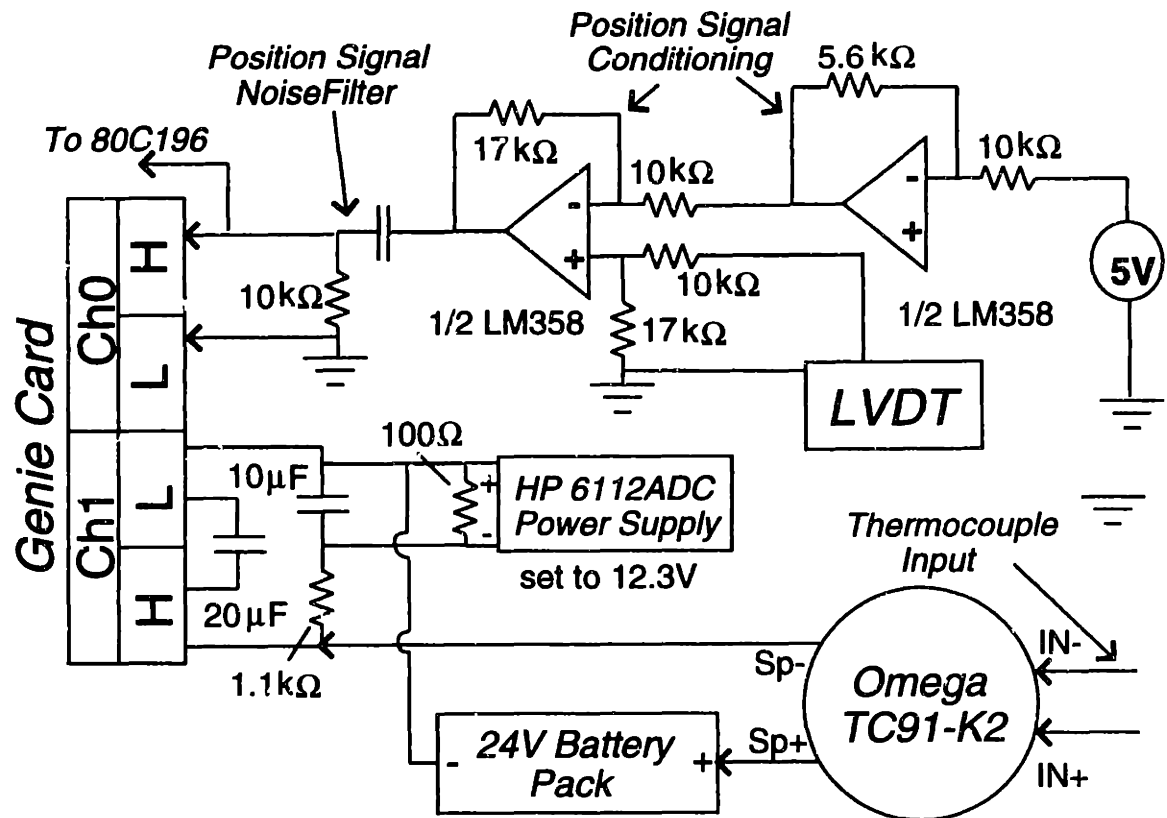 Position Signal
NoiseFilter
Position Signal
Conditioning
5.6kΩ
To 80C196
17kΩ
10kΩ
10kΩ
-
-
+
+
5V
H
L
Ch0
10kΩ
10kΩ
1/2 LM358
17kΩ
1/2 LM358
LVDT
Genie Card
100Ω
10μF
+
-
HP 6112ADC
Power Supply
set to 12.3V
Ch1
L
H
20μF
1.1kΩ
Thermocouple
Input
Sp-
IN-
Omega
TC91-K2
Sp+
IN+
-
24V Battery
Pack
+